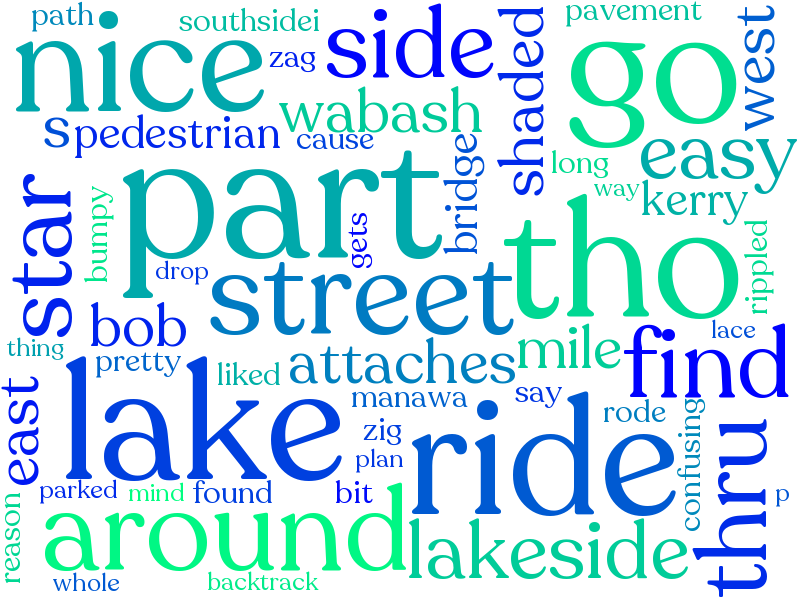 path
southsidei
pavement
nice
zag
side
shaded
go
west
s
pedestrian
wabash
cause
easy
long
way
kerry
star
bumpy
part
gets
bridge
tho
rippled
drop
street
bob
thing
pretty
liked
attaches
mile
find
lace
east
lake
manawa
say
rode
zig
plan
ride
confusing
thru
p
parked
mind
found
bit
reason
around
lakeside
whole
backtrack